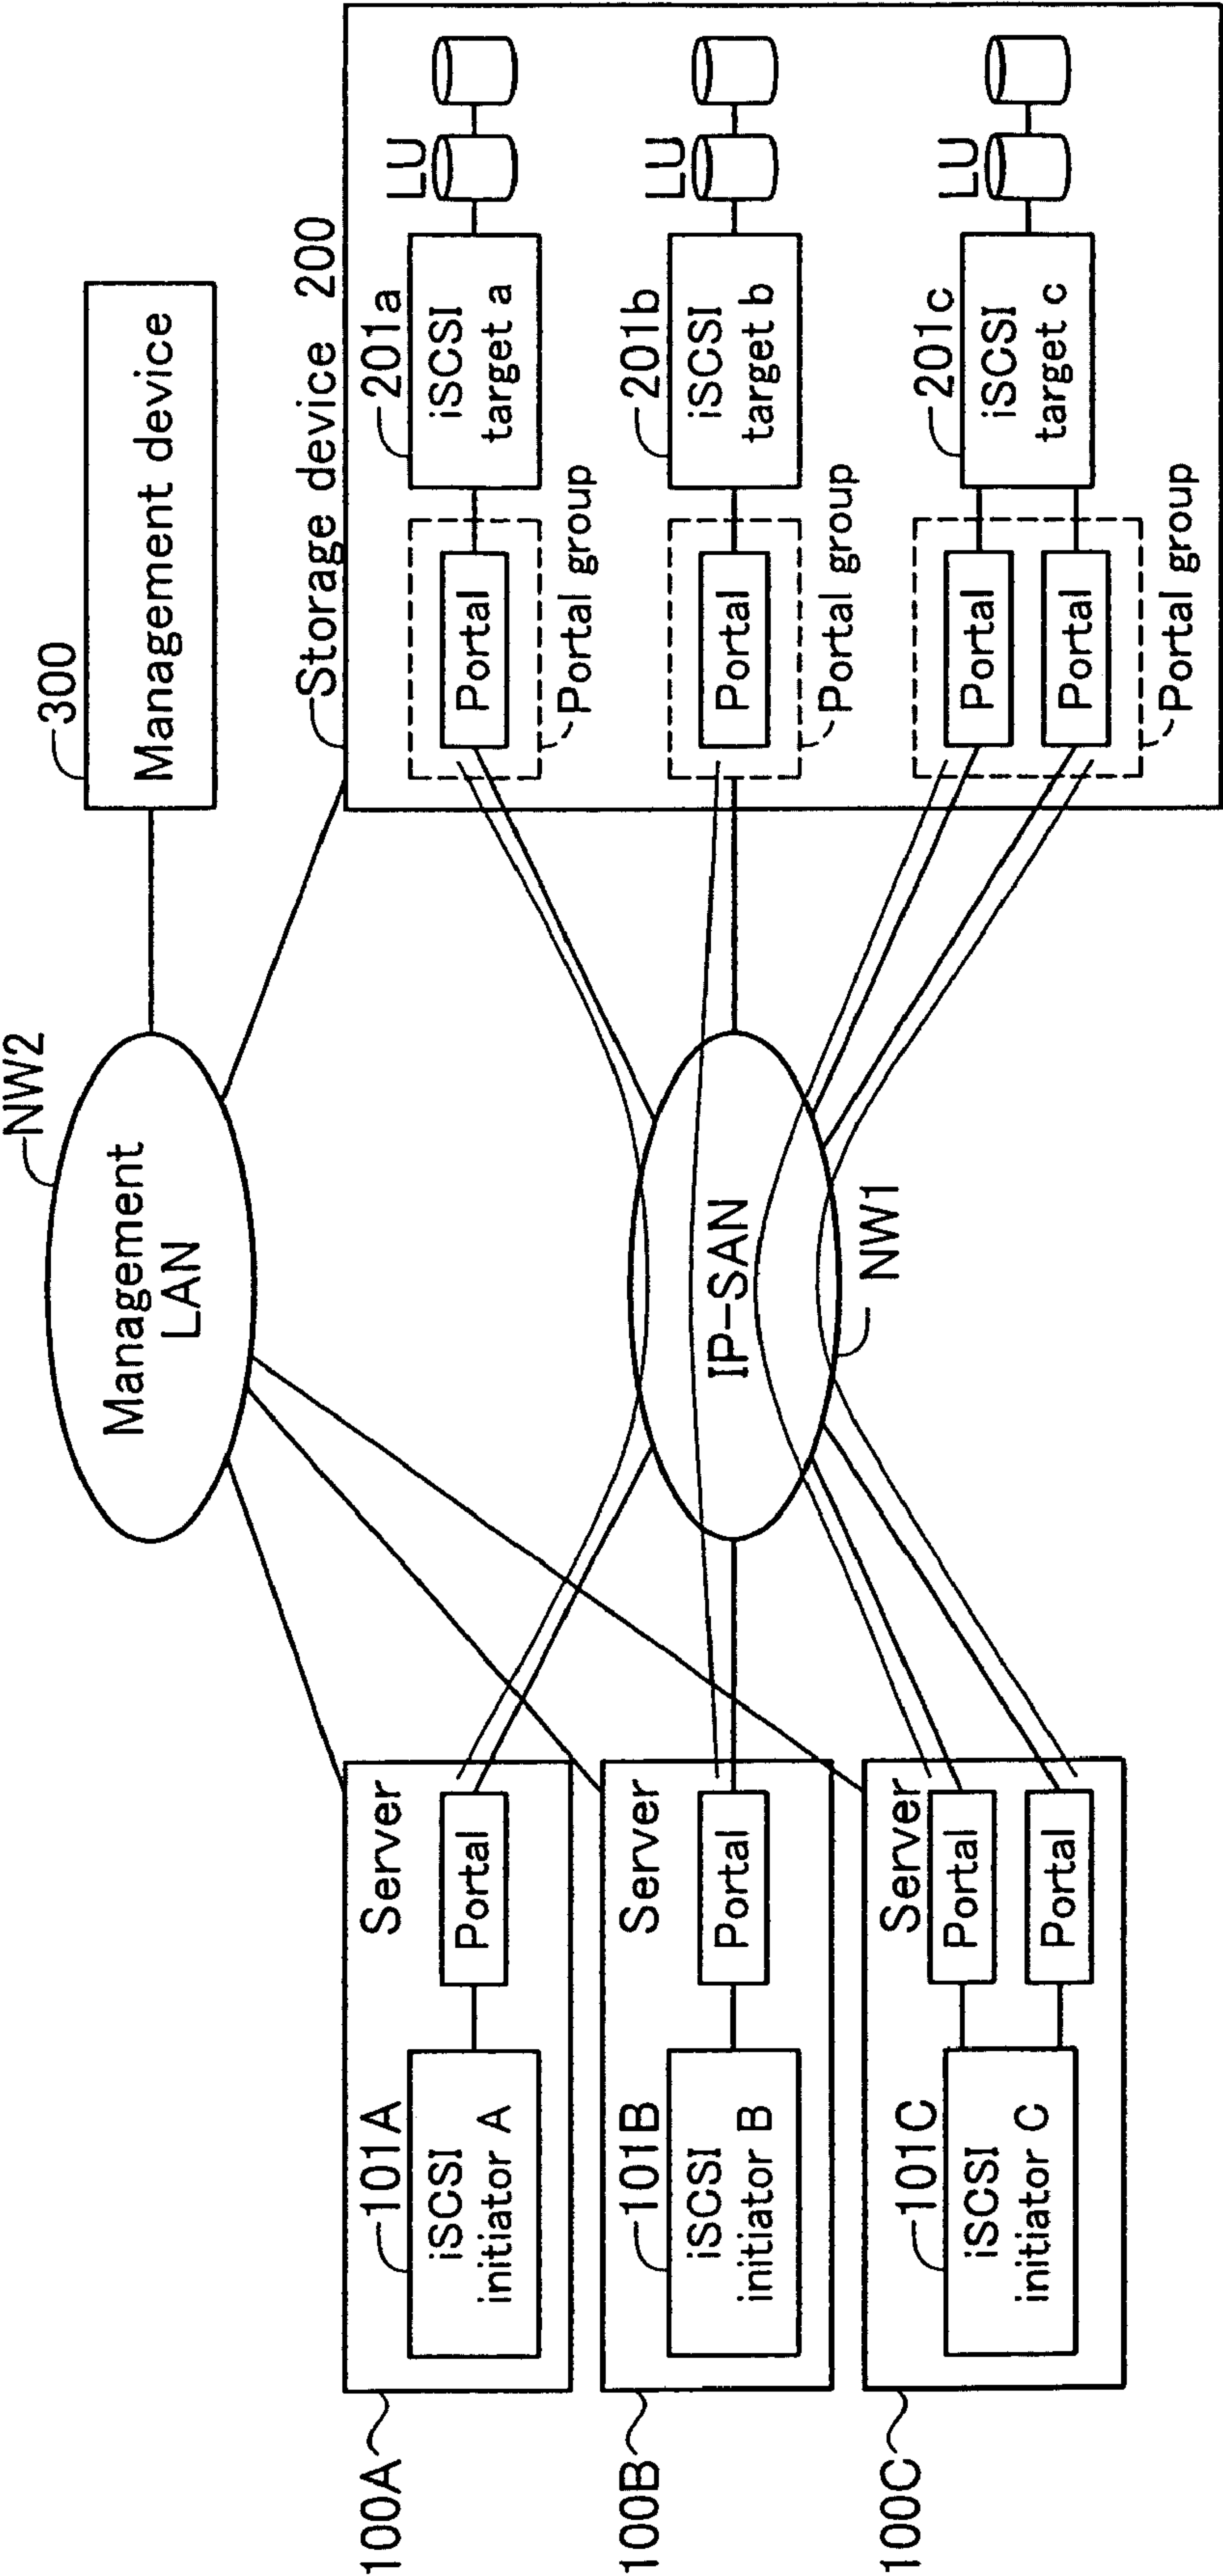 NW2
Management
LAN
300
Management device
100A
101A
iSCSI
initiator A
Server
Portal
100B
101B
iSCSI
initiator B
Server
Portal
100C
101C
iSCSI
initiator C
Server
Portal
Portal
IP-SAN
NW1
Storage device 200
Portal
Portal group
201a
iSCSI
target a
LU
Portal
Portal group
201b
iSCSI
target b
LU
Portal
Portal
Portal group
201c
iSCSI
target c
LU